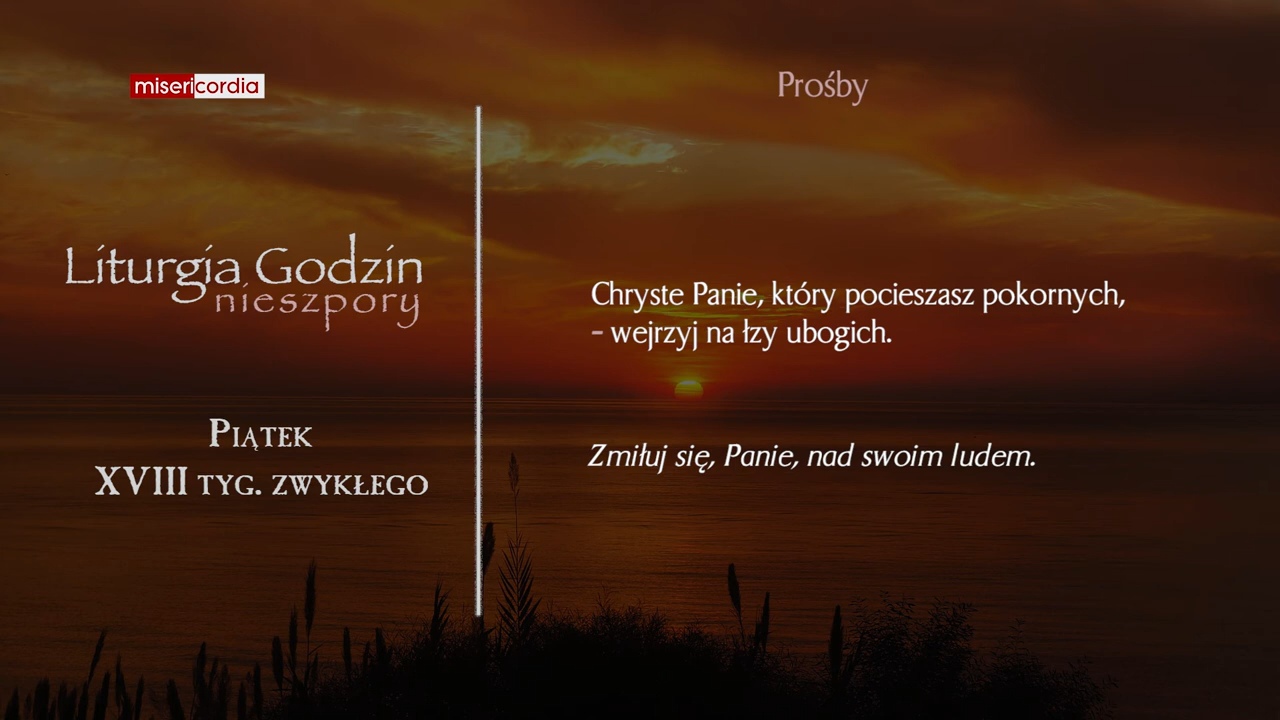 misericordia
Prośby
Liturgia Godzin
nieszpory
Chryste Panie, który pocieszasz pokornych,
- wejrzyj na łzy ubogich.
Piątek
XVIII tyg. zwykłego
Zmiłuj się, Panie, nad swoim ludem.